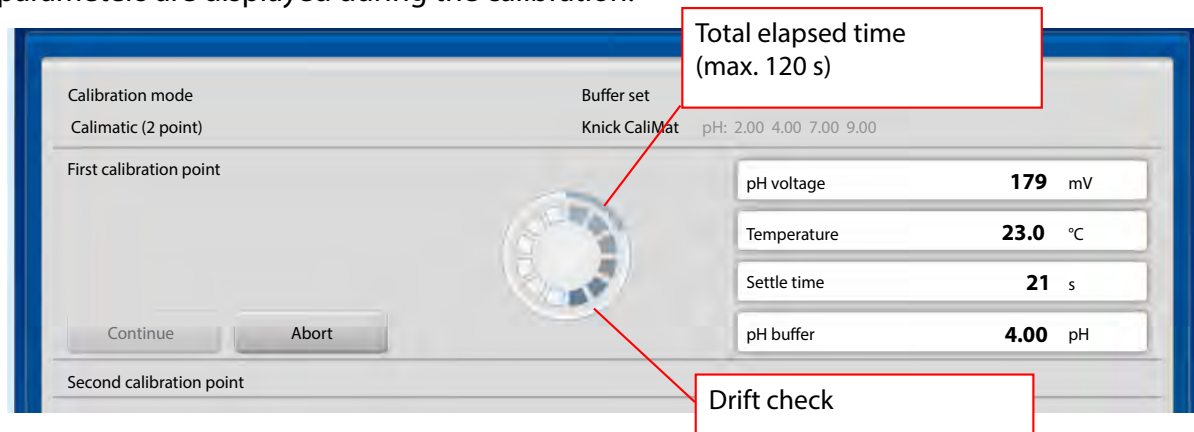 parameters are displayed during the calibration.
Total elapsed time
(max. 120 s)
Calibration mode
Buffer set
Calimatic (2 point)
Knick CaliMat pH: 2.00 4.00 7.00 9.00
First calibration point
pH voltage 179 mV
Temperature 23.0 °C
Settle time 21 s
pH buffer 4.00 pH
Continue
Abort
Second calibration point
Drift check